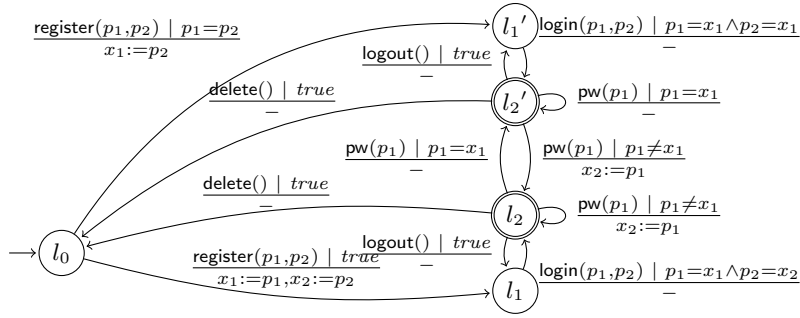 register(p₁,p₂) | p₁=p₂
x₁:=p₂
l₁′
login(p₁,p₂) | p₁=x₁∧p₂=x₁
–
logout() | true
–
delete() | true
–
l₂′
pw(p₁) | p₁=x₁
–
pw(p₁) | p₁=x₁
–
pw(p₁) | p₁≠x₁
x₂:=p₁
delete() | true
–
l₂
pw(p₁) | p₁≠x₁
x₂:=p₁
l₀
register(p₁,p₂) | true
x₁:=p₁,x₂:=p₂
logout() | true
–
l₁
login(p₁,p₂) | p₁=x₁∧p₂=x₂
–